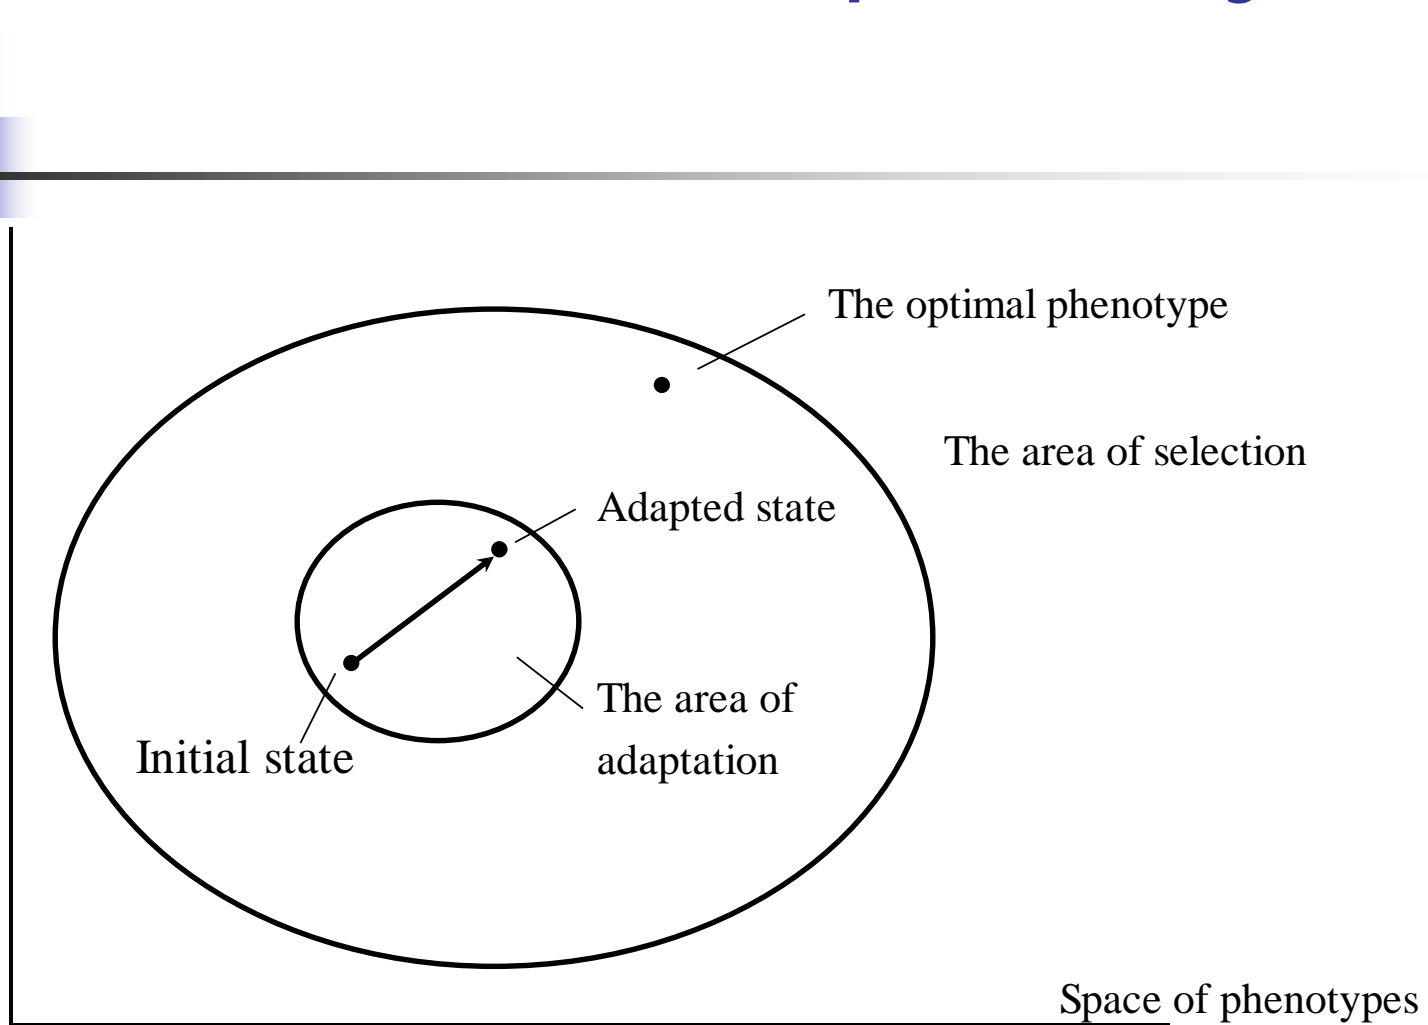 The optimal phenotype
The area of selection
Adapted state
The area of
adaptation
Initial state
Space of phenotypes